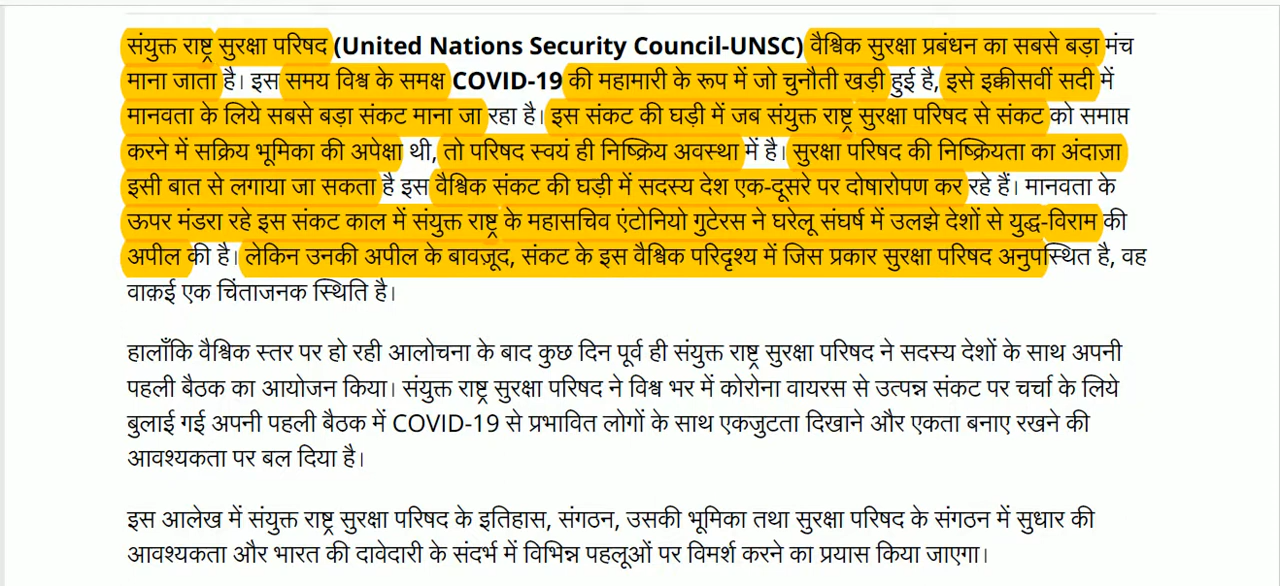 संयुक्त राष्ट्र सुरक्षा परिषद (United Nations Security Council-UNSC) वैश्विक सुरक्षा प्रबंधन का सबसे बड़ा मंच
माना जाता है। इस समय विश्व के समक्ष COVID-19 की महामारी के रूप में जो चुनौती खड़ी हुई है, इसे इक्कीसवीं सदी में
मानवता के लिये सबसे बड़ा संकट माना जा रहा है। इस संकट की घड़ी में जब संयुक्त राष्ट्र सुरक्षा परिषद से संकट को समाप्त
करने में सक्रिय भूमिका की अपेक्षा थी, तो परिषद स्वयं ही निष्क्रिय अवस्था में है। सुरक्षा परिषद की निष्क्रियता का अंदाज़ा
इसी बात से लगाया जा सकता है इस वैश्विक संकट की घड़ी में सदस्य देश एक-दूसरे पर दोषारोपण कर रहे हैं। मानवता के
ऊपर मंडरा रहे इस संकट काल में संयुक्त राष्ट्र के महासचिव एंटोनियो गुटेरस ने घरेलू संघर्ष में उलझे देशों से युद्ध-विराम की
अपील की है। लेकिन उनकी अपील के बावज़ूद, संकट के इस वैश्विक परिदृश्य में जिस प्रकार सुरक्षा परिषद अनुपस्थित है, वह
वाक़ई एक चिंताजनक स्थिति है।
हालाँकि वैश्विक स्तर पर हो रही आलोचना के बाद कुछ दिन पूर्व ही संयुक्त राष्ट्र सुरक्षा परिषद ने सदस्य देशों के साथ अपनी
पहली बैठक का आयोजन किया। संयुक्त राष्ट्र सुरक्षा परिषद ने विश्व भर में कोरोना वायरस से उत्पन्न संकट पर चर्चा के लिये
बुलाई गई अपनी पहली बैठक में COVID-19 से प्रभावित लोगों के साथ एकजुटता दिखाने और एकता बनाए रखने की
आवश्यकता पर बल दिया है।
इस आलेख में संयुक्त राष्ट्र सुरक्षा परिषद के इतिहास, संगठन, उसकी भूमिका तथा सुरक्षा परिषद के संगठन में सुधार की
आवश्यकता और भारत की दावेदारी के संदर्भ में विभिन्न पहलूओं पर विमर्श करने का प्रयास किया जाएगा।